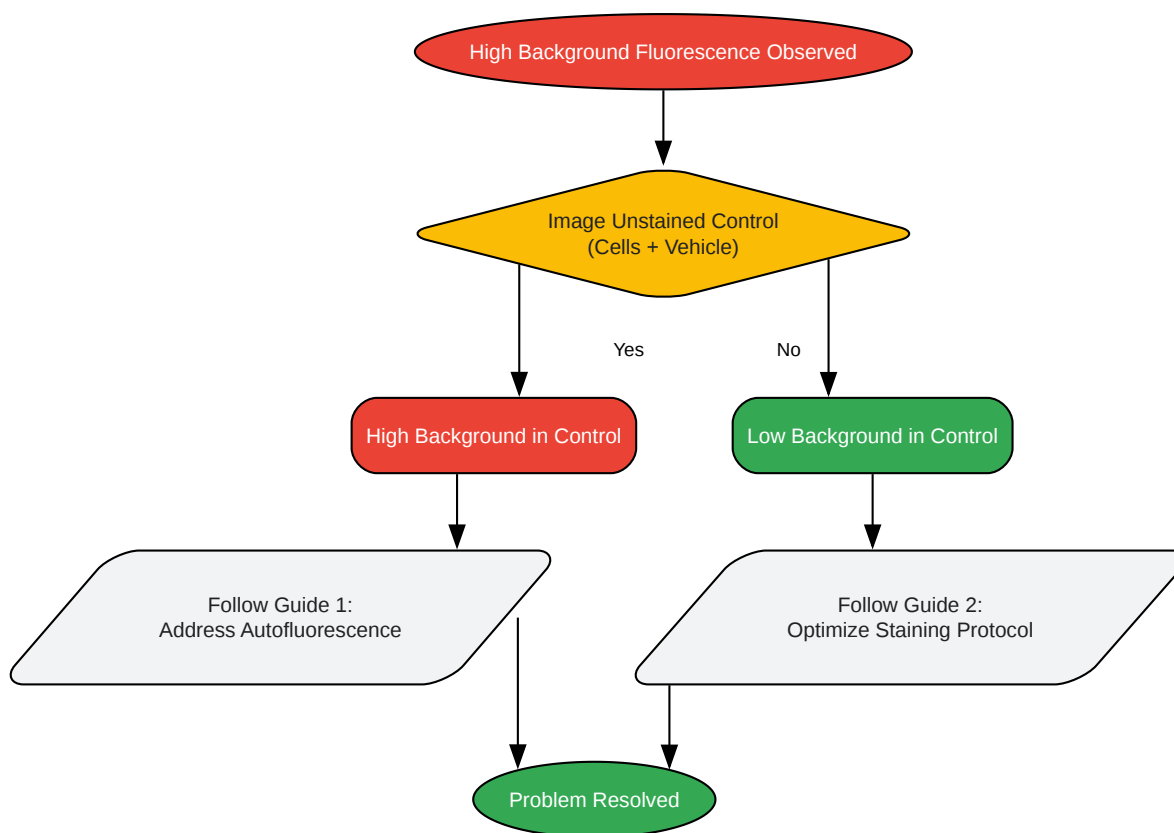 High Background Fluorescence Observed
Image Unstained Control
(Cells + Vehicle)
Yes
No
High Background in Control
Low Background in Control
Follow Guide 1:
Address Autofluorescence
Follow Guide 2:
Optimize Staining Protocol
Problem Resolved